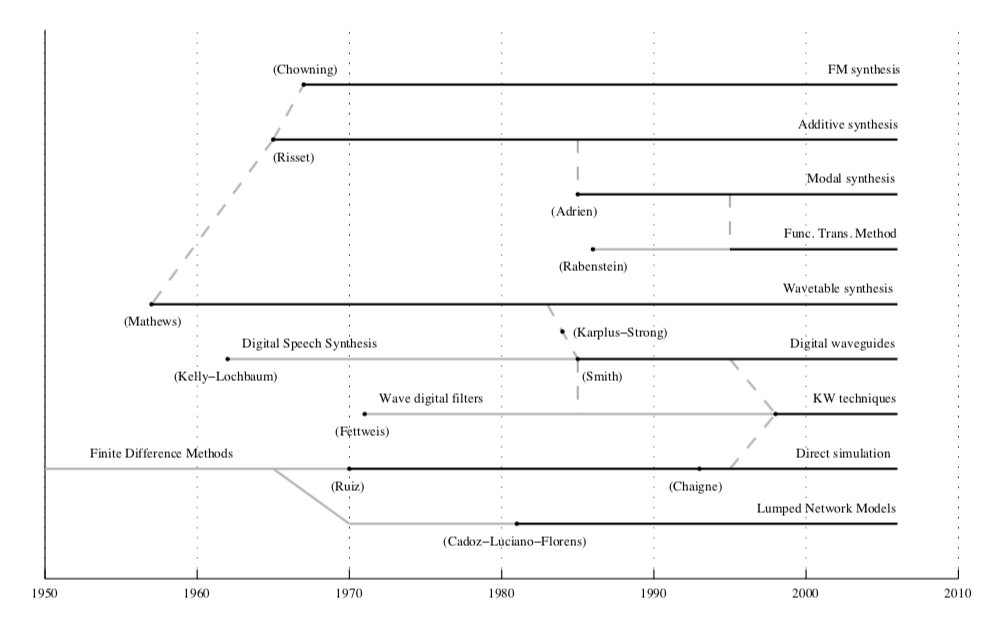 (Chowning)
FM synthesis
Additive synthesis
(Risset)
Modal synthesis
(Adrien)
Func. Trans. Method
(Rabenstein)
Wavetable synthesis
(Mathews)
(Karplus–Strong)
Digital Speech Synthesis
Digital waveguides
(Kelly–Lochbaum)
(Smith)
Wave digital filters
KW techniques
(Fettweis)
Finite Difference Methods
Direct simulation
(Ruiz)
(Chaigne)
Lumped Network Models
(Cadoz–Luciano–Florens)
1950 1960 1970 1980 1990 2000 2010